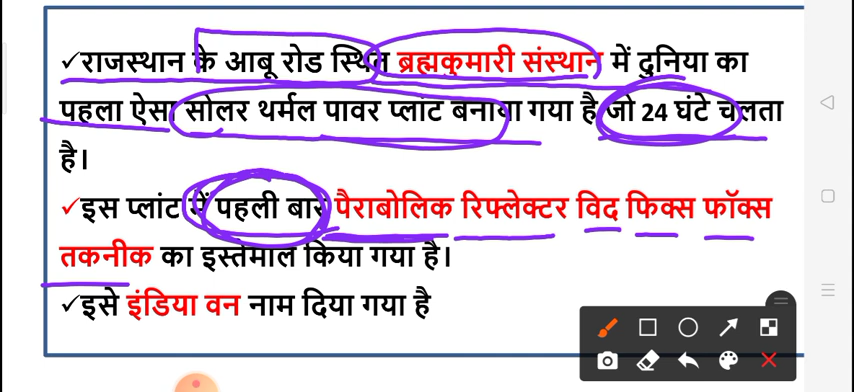 ✓राजस्थान के आबू रोड स्थित ब्रह्मकुमारी संस्थान में दुनिया का
पहला ऐसा सोलर थर्मल पावर प्लांट बनाया गया है जो 24 घंटे चलता
है।
✓इस प्लांट में पहली बार पैराबोलिक रिफ्लेक्टर विद फिक्स फॉक्स
तकनीक का इस्तेमाल किया गया है।
✓इसे इंडिया वन नाम दिया गया है